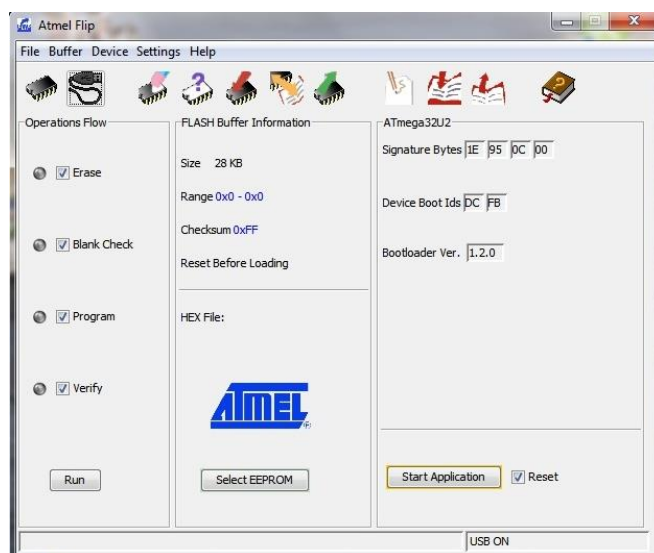 Atmel Flip
File Buffer Device Settings Help
Operations Flow
Erase
Blank Check
Program
Verify
Run
FLASH Buffer Information
Size 28 KB
Range 0x0 - 0x0
Checksum 0xFF
Reset Before Loading
HEX File:
ATMEL ®
Select EEPROM
ATmega32U2
Signature Bytes 1E 95 0C 00
Device Boot Ids DC FB
Bootloader Ver. 1.2.0
Start Application Reset
USB ON